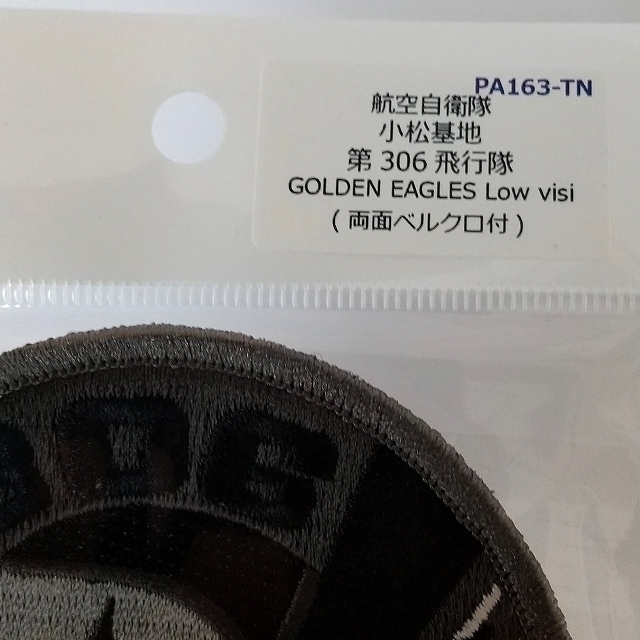 PA163-TN
航空自衛隊
小松基地
第 306 飛行隊
GOLDEN EAGLES Low visi
( 両面ベルクロ付 )